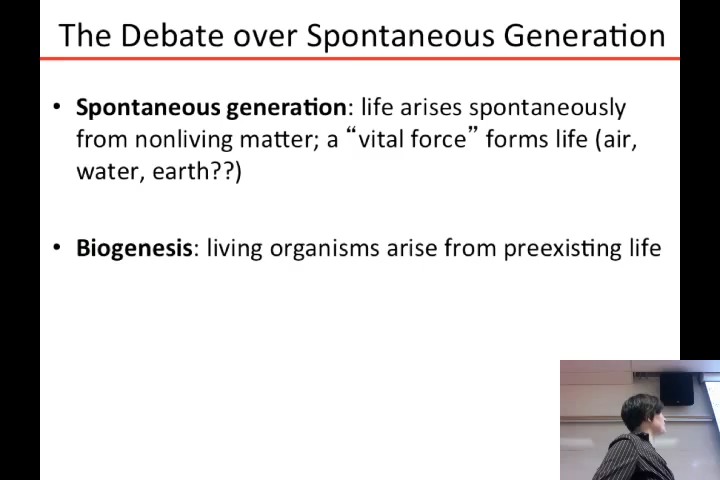 The Debate over Spontaneous Generation
• Spontaneous generation: life arises spontaneously
from nonliving matter; a “vital force” forms life (air,
water, earth??)
• Biogenesis: living organisms arise from preexisting life